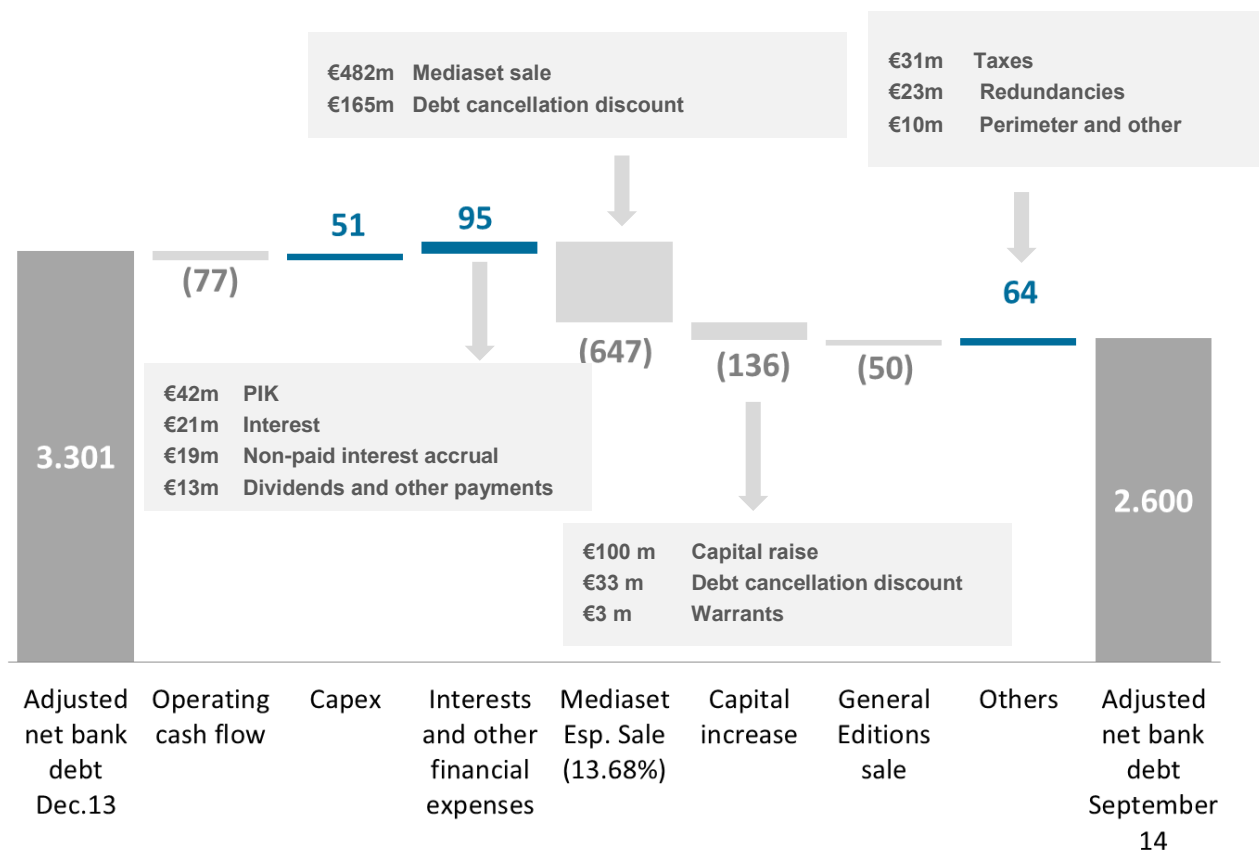 €482m Mediaset sale
€165m Debt cancellation discount
€31m Taxes
€23m Redundancies
€10m Perimeter and other
51
95
(77)
64
(647)
(136)
(50)
€42m PIK
€21m Interest
€19m Non-paid interest accrual
€13m Dividends and other payments
3.301
2.600
€100 m Capital raise
€33 m Debt cancellation discount
€3 m Warrants
Adjusted
net bank
debt
Dec.13
Operating
cash flow
Capex
Interests
and other
financial
expenses
Mediaset
Esp. Sale
(13.68%)
Capital
increase
General
Editions
sale
Others
Adjusted
net bank
debt
September
14